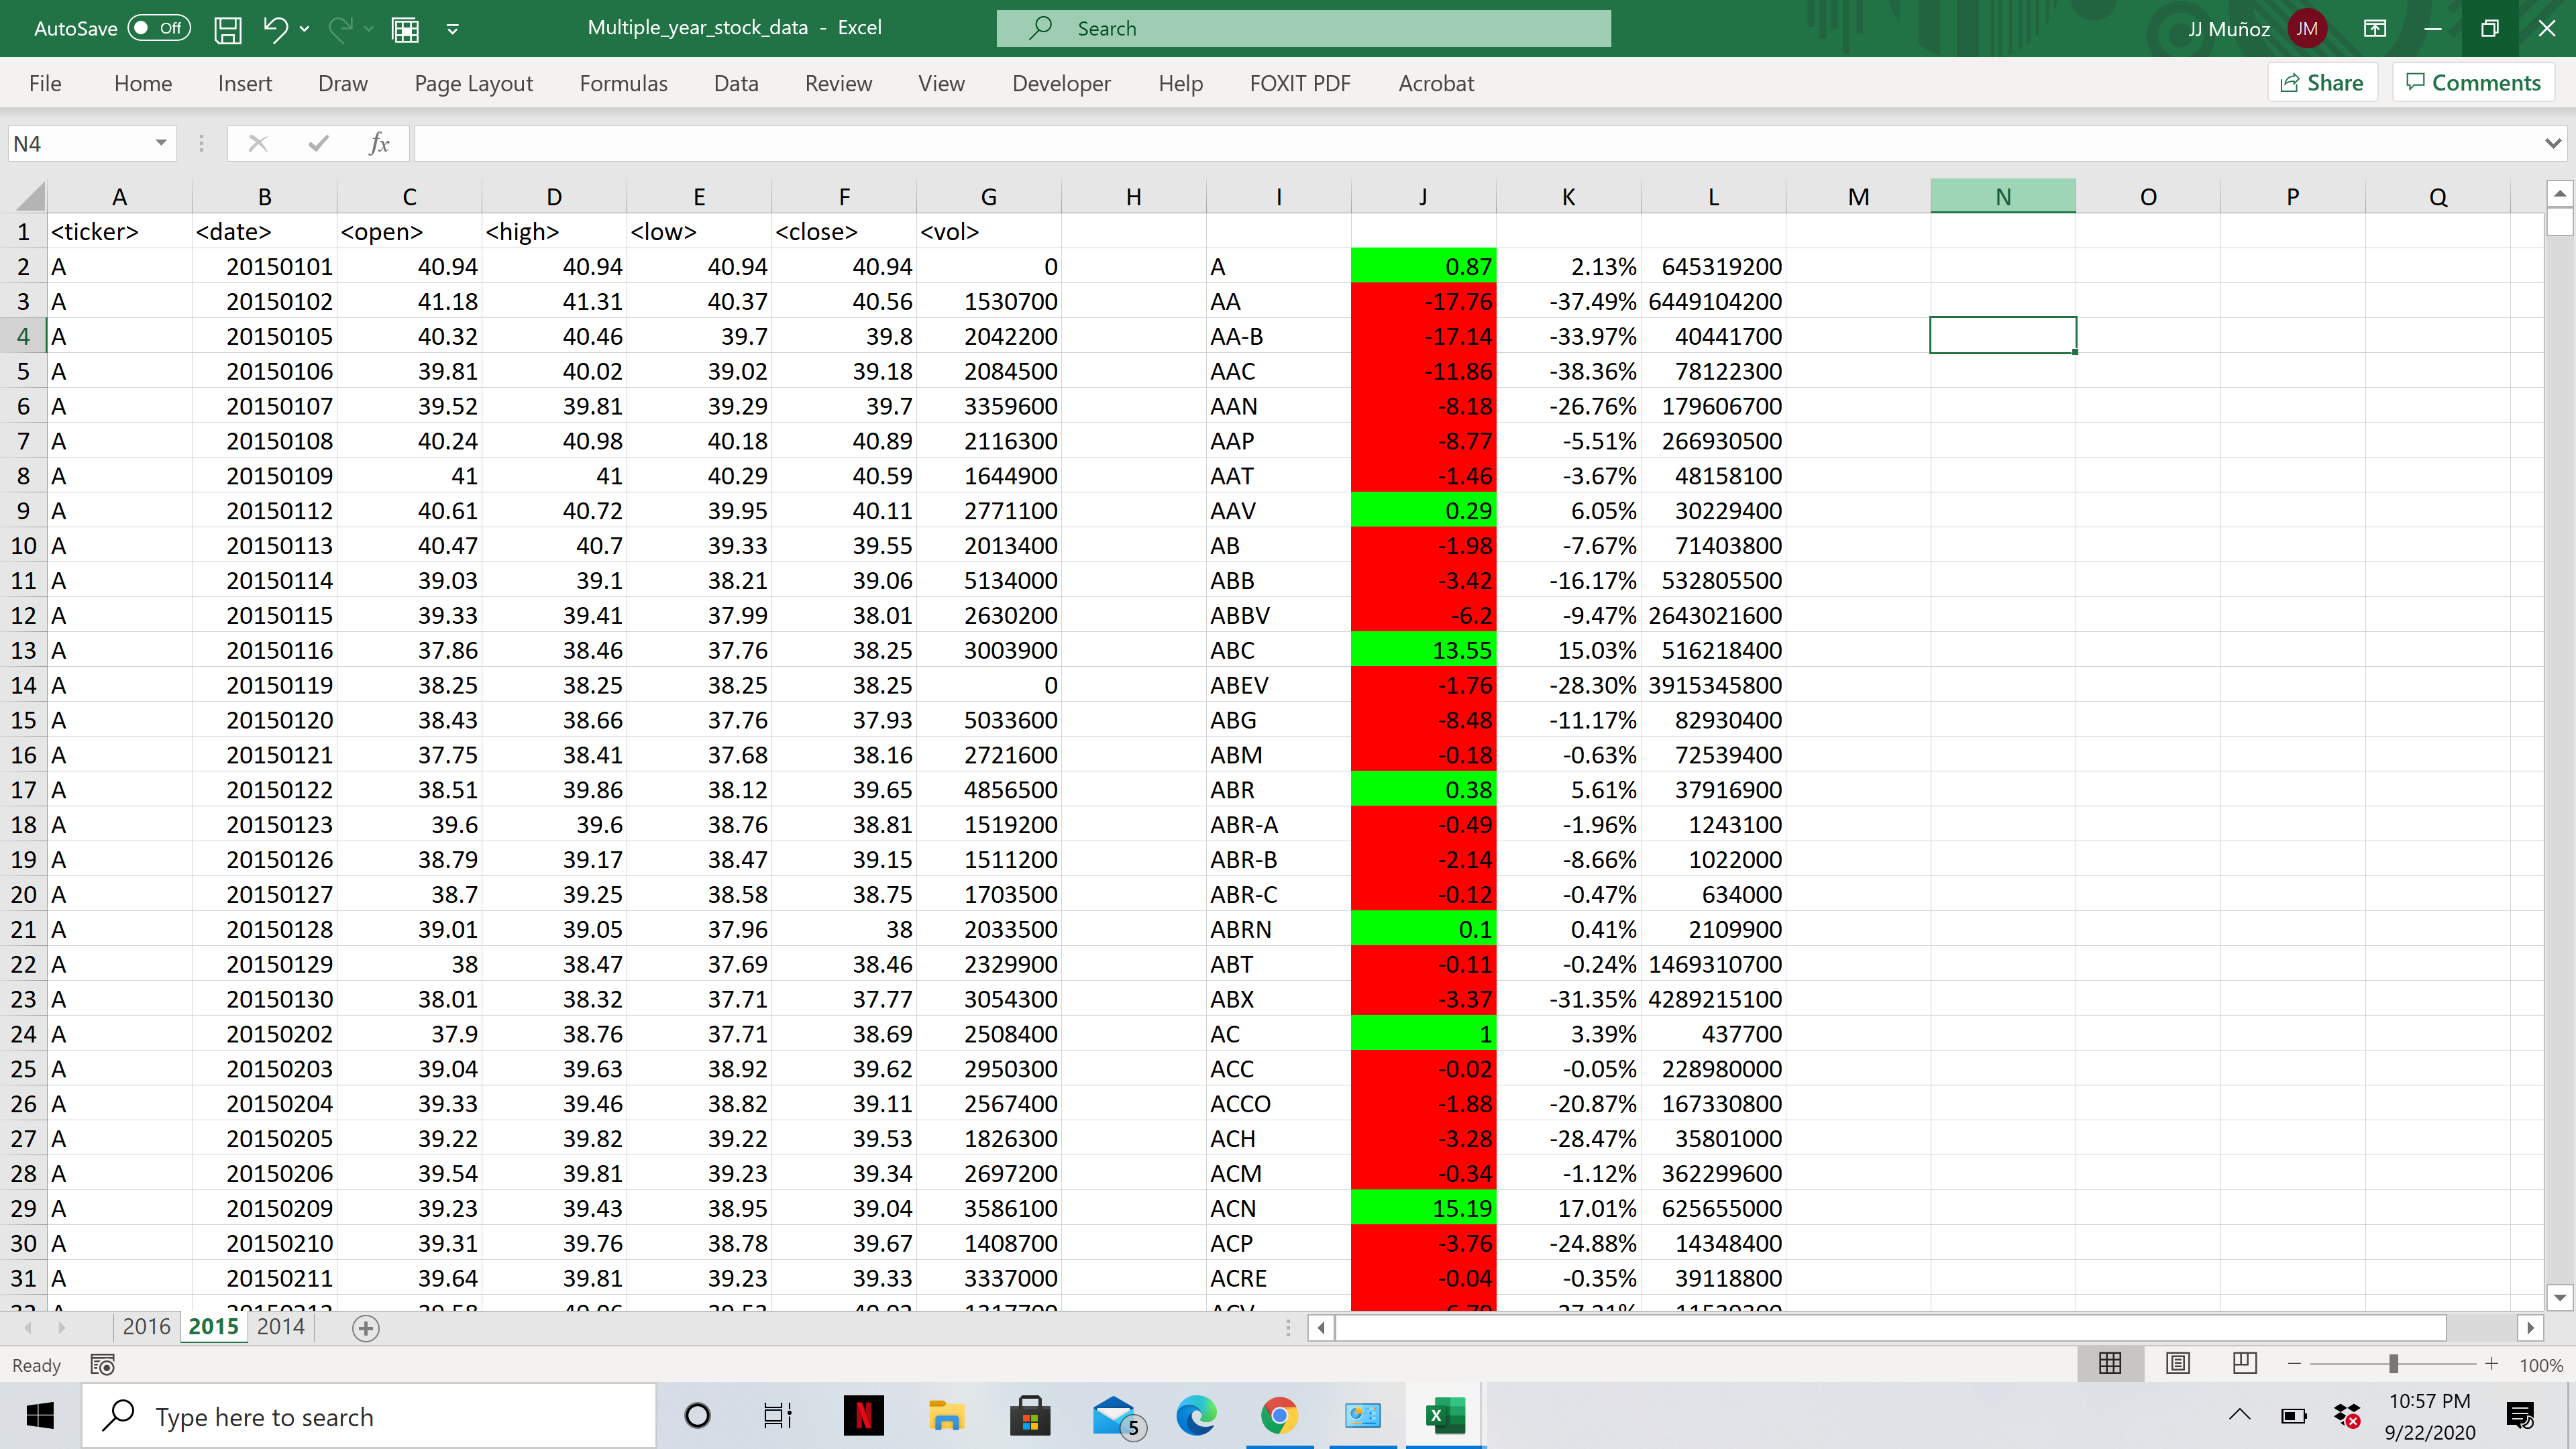 AutoSave Off Multiple_year_stock_data - Excel Search JJ Muñoz JM
File Home Insert Draw Page Layout Formulas Data Review View Developer Help FOXIT PDF Acrobat Share Comments
N4 fx
A B C D E F G H I J K L M N O P Q
1 <ticker> <date> <open> <high> <low> <close> <vol>
2 A 20150101 40.94 40.94 40.94 40.94 0 A 0.87 2.13% 645319200
3 A 20150102 41.18 41.31 40.37 40.56 1530700 AA -17.76 -37.49% 6449104200
4 A 20150105 40.32 40.46 39.7 39.8 2042200 AA-B -17.14 -33.97% 40441700
5 A 20150106 39.81 40.02 39.02 39.18 2084500 AAC -11.86 -38.36% 78122300
6 A 20150107 39.52 39.81 39.29 39.7 3359600 AAN -8.18 -26.76% 179606700
7 A 20150108 40.24 40.98 40.18 40.89 2116300 AAP -8.77 -5.51% 266930500
8 A 20150109 41 41 40.29 40.59 1644900 AAT -1.46 -3.67% 48158100
9 A 20150112 40.61 40.72 39.95 40.11 2771100 AAV 0.29 6.05% 30229400
10 A 20150113 40.47 40.7 39.33 39.55 2013400 AB -1.98 -7.67% 71403800
11 A 20150114 39.03 39.1 38.21 39.06 5134000 ABB -3.42 -16.17% 532805500
12 A 20150115 39.33 39.41 37.99 38.01 2630200 ABBV -6.2 -9.47% 2643021600
13 A 20150116 37.86 38.46 37.76 38.25 3003900 ABC 13.55 15.03% 516218400
14 A 20150119 38.25 38.25 38.25 38.25 0 ABEV -1.76 -28.30% 3915345800
15 A 20150120 38.43 38.66 37.76 37.93 5033600 ABG -8.48 -11.17% 82930400
16 A 20150121 37.75 38.41 37.68 38.16 2721600 ABM -0.18 -0.63% 72539400
17 A 20150122 38.51 39.86 38.12 39.65 4856500 ABR 0.38 5.61% 37916900
18 A 20150123 39.6 39.6 38.76 38.81 1519200 ABR-A -0.49 -1.96% 1243100
19 A 20150126 38.79 39.17 38.47 39.15 1511200 ABR-B -2.14 -8.66% 1022000
20 A 20150127 38.7 39.25 38.58 38.75 1703500 ABR-C -0.12 -0.47% 634000
21 A 20150128 39.01 39.05 37.96 38 2033500 ABRN 0.1 0.41% 2109900
22 A 20150129 38 38.47 37.69 38.46 2329900 ABT -0.11 -0.24% 1469310700
23 A 20150130 38.01 38.32 37.71 37.77 3054300 ABX -3.37 -31.35% 4289215100
24 A 20150202 37.9 38.76 37.71 38.69 2508400 AC 1 3.39% 437700
25 A 20150203 39.04 39.63 38.92 39.62 2950300 ACC -0.02 -0.05% 228980000
26 A 20150204 39.33 39.46 38.82 39.11 2567400 ACCO -1.88 -20.87% 167330800
27 A 20150205 39.22 39.82 39.22 39.53 1826300 ACH -3.28 -28.47% 35801000
28 A 20150206 39.54 39.81 39.23 39.34 2697200 ACM -0.34 -1.12% 362299600
29 A 20150209 39.23 39.43 38.95 39.04 3586100 ACN 15.19 17.01% 625655000
30 A 20150210 39.31 39.76 38.78 39.67 1408700 ACP -3.76 -24.88% 14348400
31 A 20150211 39.64 39.81 39.23 39.33 3337000 ACRE -0.04 -0.35% 39118800
2016 2015 2014
Ready 100%
Type here to search N 5 X 10:57 PM
9/22/2020